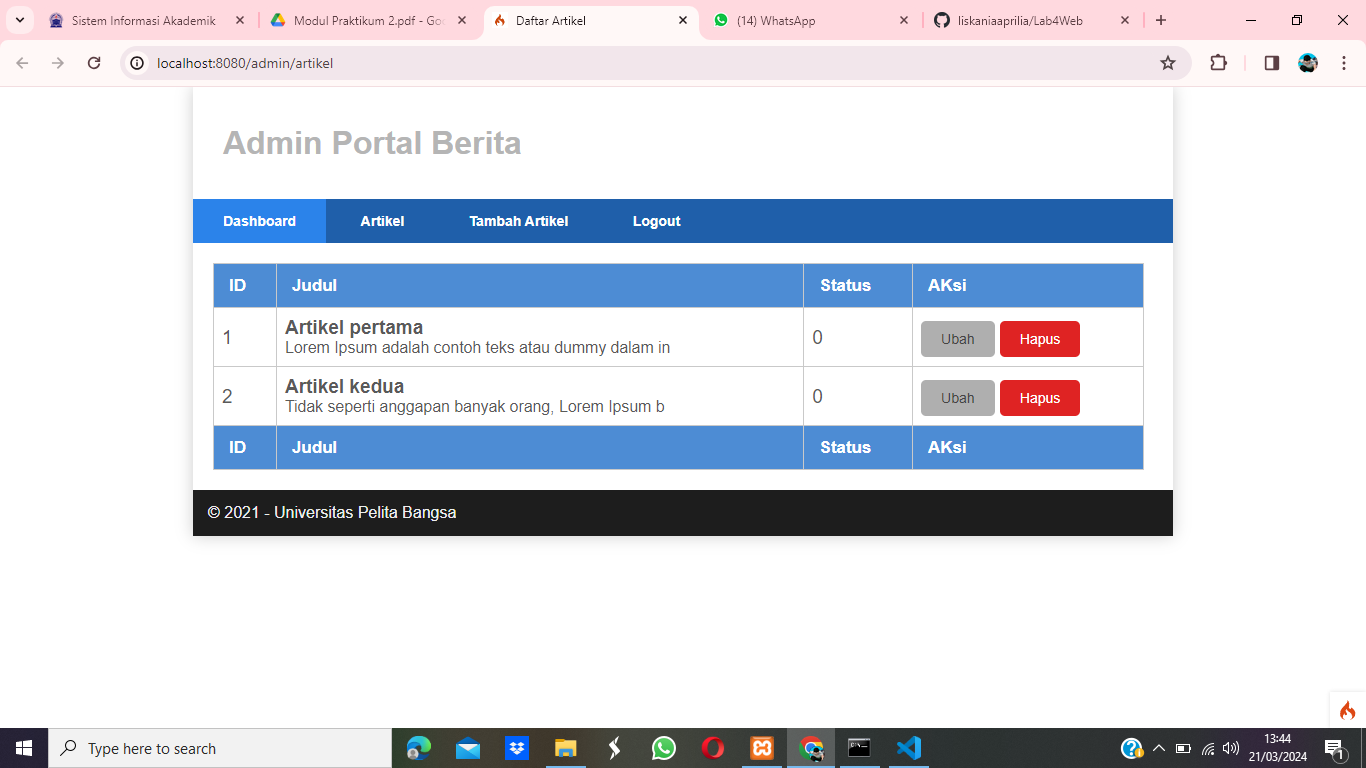 Sistem Informasi Akademik
Modul Praktikum 2.pdf - Go
Daftar Artikel
(14) WhatsApp
liskaniaaprilia/Lab4Web
localhost:8080/admin/artikel
Admin Portal Berita
Dashboard Artikel Tambah Artikel Logout
ID Judul Status AKsi
1 Artikel pertama 0 Ubah Hapus
Lorem Ipsum adalah contoh teks atau dummy dalam in
2 Artikel kedua 0 Ubah Hapus
Tidak seperti anggapan banyak orang, Lorem Ipsum b
ID Judul Status AKsi
© 2021 - Universitas Pelita Bangsa
Type here to search
13:44
21/03/2024
1